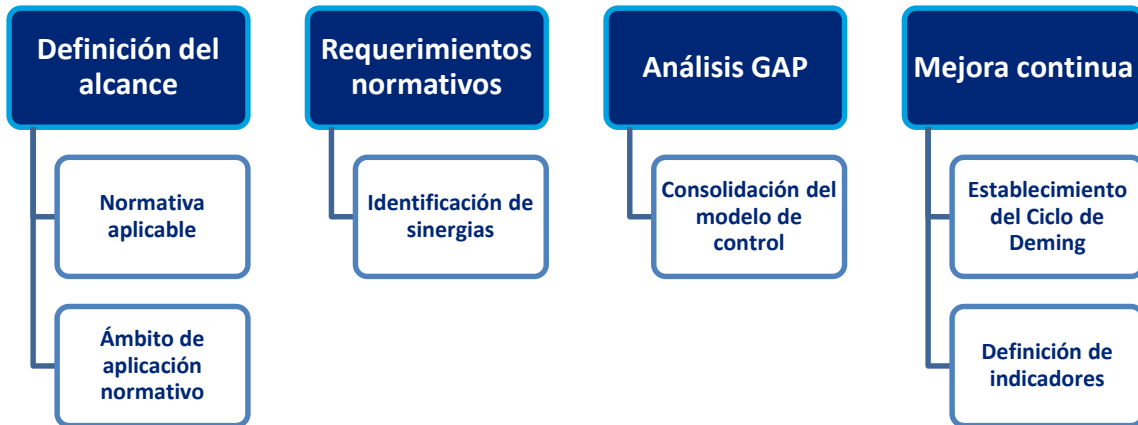 Definición del
alcance
Normativa
aplicable
Ámbito de
aplicación
normativo
Requerimientos
normativos
Identificación de
sinergias
Análisis GAP
Consolidación del
modelo de
control
Mejora continua
Establecimiento
del Ciclo de
Deming
Definición de
indicadores